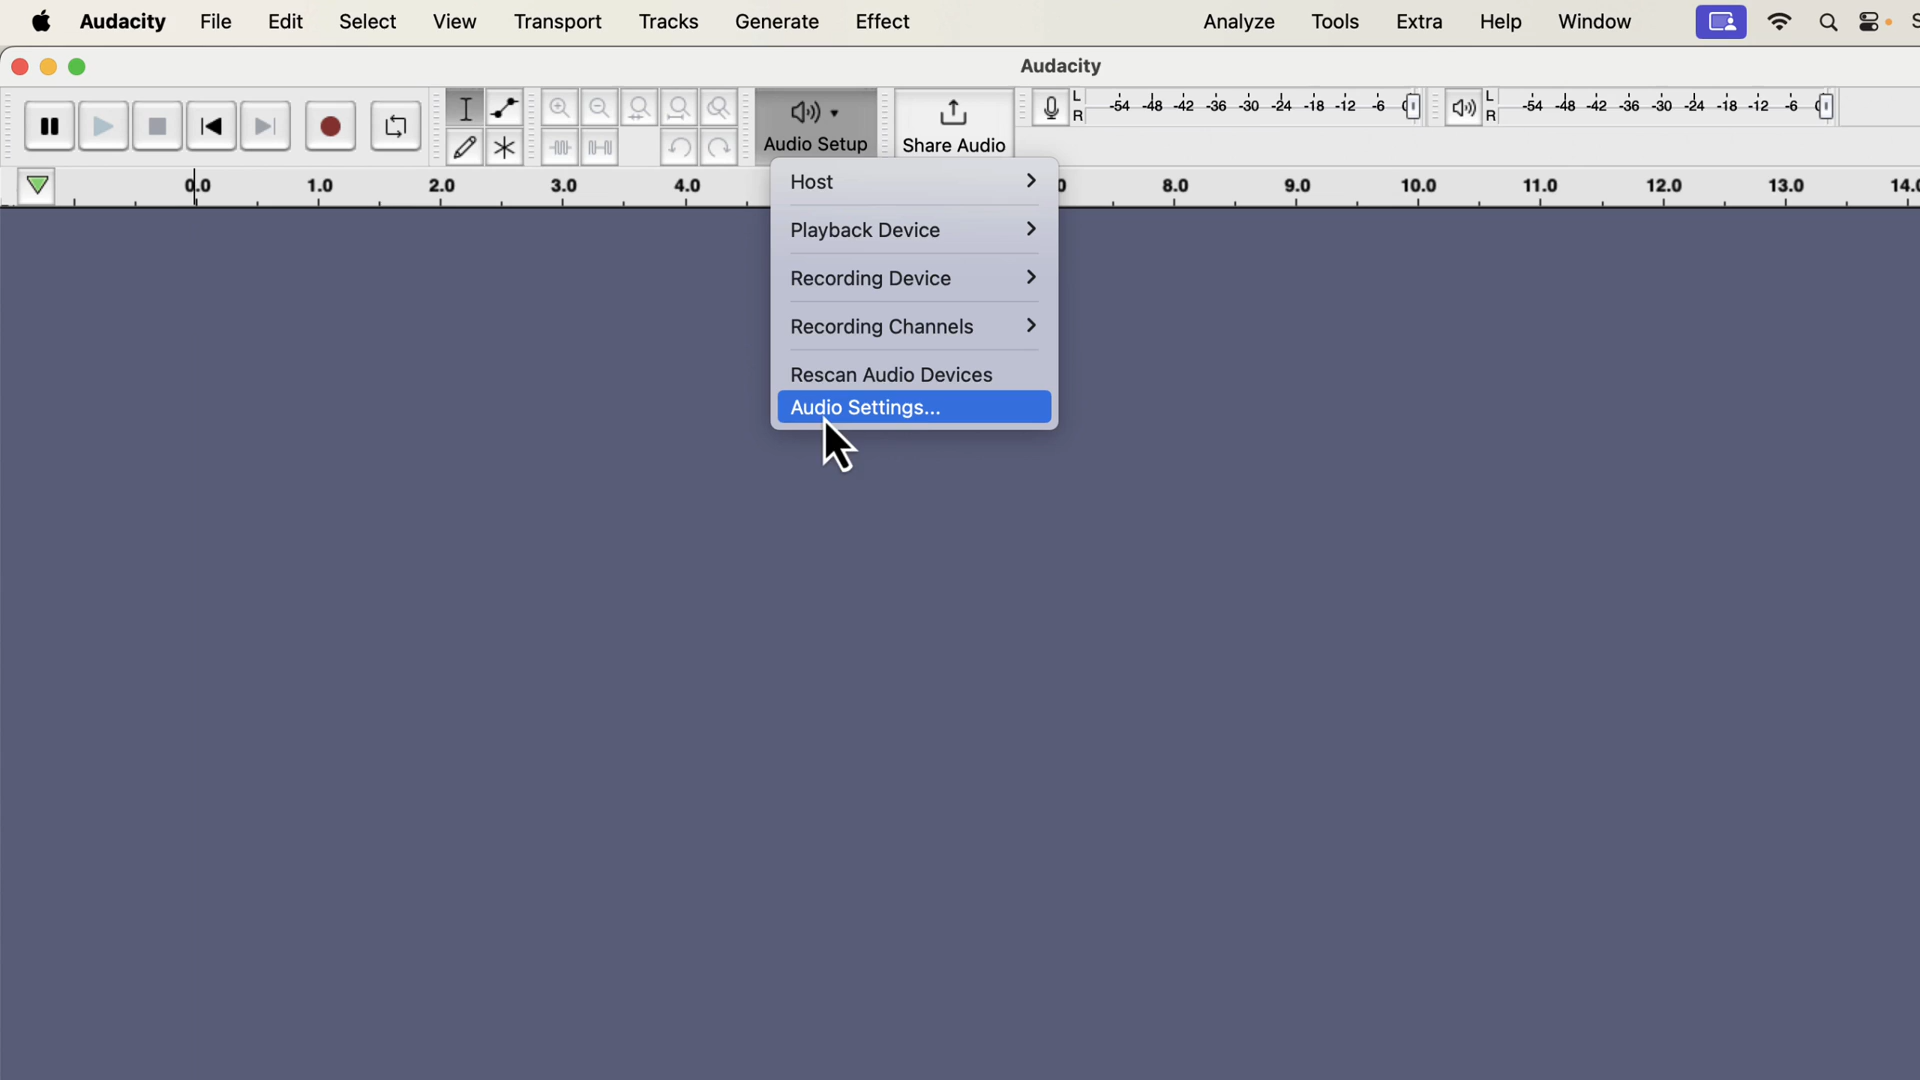 Audacity File Edit Select View Transport Tracks Generate Effect Analyze Tools Extra Help Window
Audacity
Audio Setup
Share Audio
L
R
-54 -48 -42 -36 -30 -24 -18 -12 -6
L
R
-54 -48 -42 -36 -30 -24 -18 -12 -6
0.0 1.0 2.0 3.0 4.0 8.0 9.0 10.0 11.0 12.0 13.0 14.0
Host
Playback Device
Recording Device
Recording Channels
Rescan Audio Devices
Audio Settings...